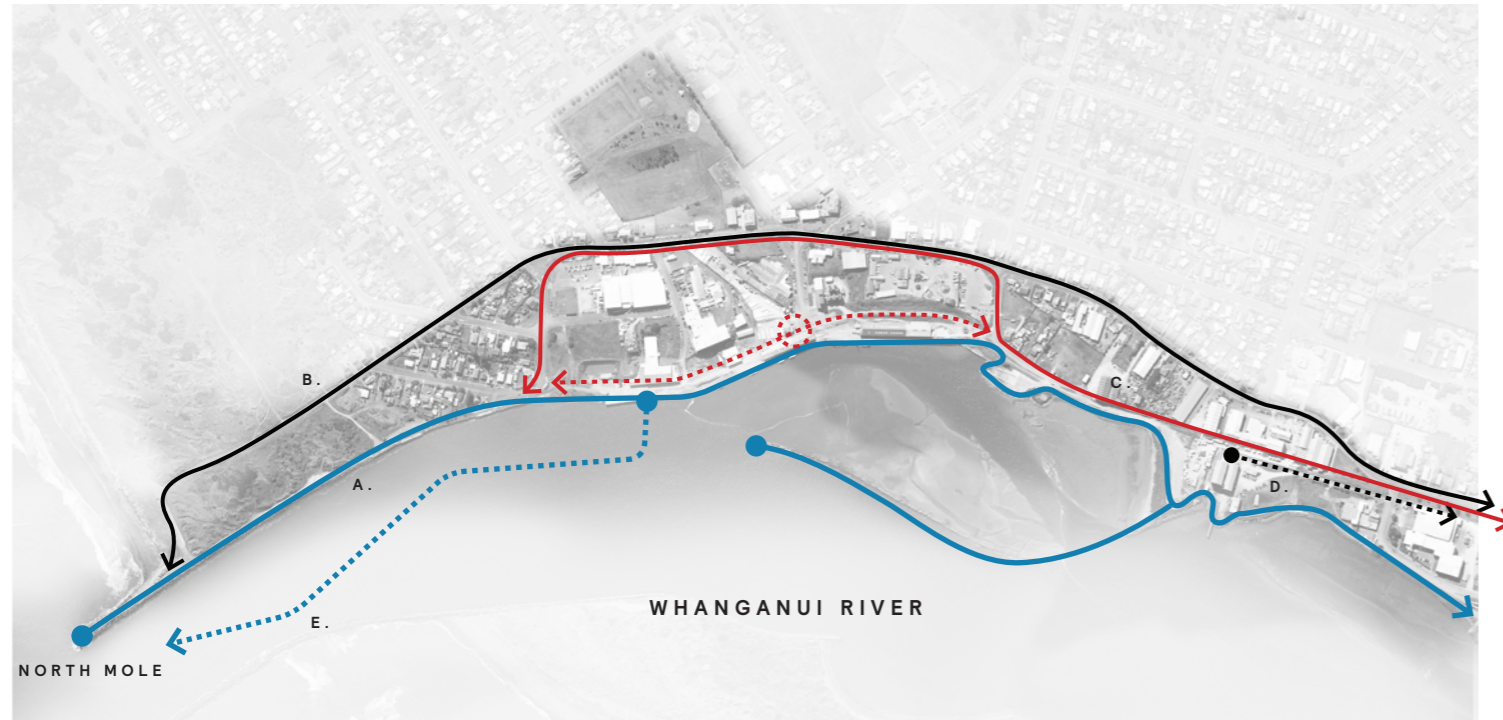 B.
C.
A.
D.
WHANGANUI RIVER
E.
NORTH MOLE